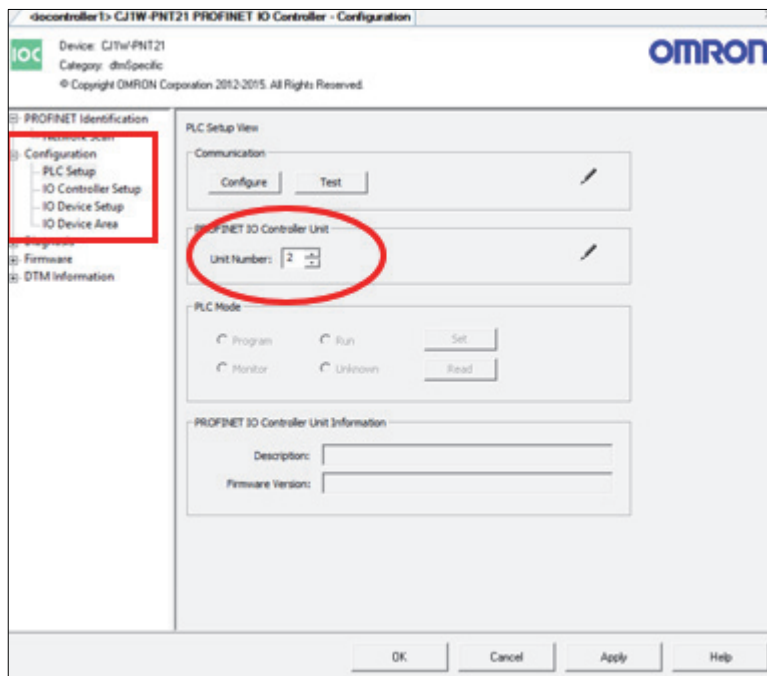 <iocontroller1> CJ1W-PNT21 PROFINET IO Controller - Configuration
IOC
Device: CJ1W-PNT21
Category: dtmSpecific
© Copyright OMRON Corporation 2012-2015. All Rights Reserved.
OMRON
PROFINET Identification
Network Scan
Configuration
PLC Setup
IO Controller Setup
IO Device Setup
IO Device Area
Diagnosis
Firmware
DTM Information
PLC Setup View
Communication
Configure Test
PROFINET IO Controller Unit
Unit Number: 2
PLC Mode
Program Run Set
Monitor Unknown Read
PROFINET IO Controller Unit Information
Description:
Firmware Version:
OK Cancel Apply Help